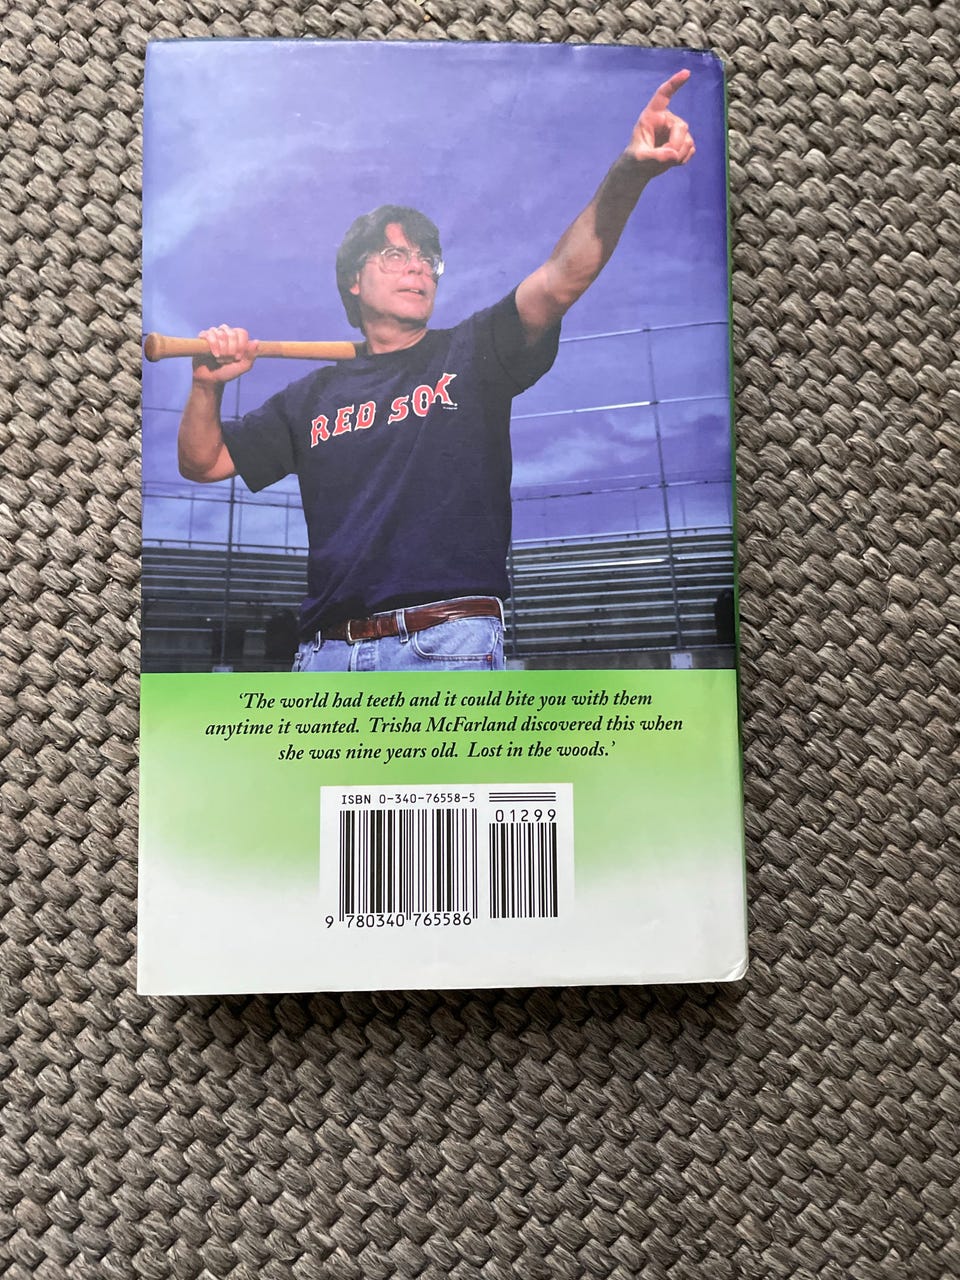 RED SOX
‘The world had teeth and it could bite you with them
anytime it wanted. Trisha McFarland discovered this when
she was nine years old. Lost in the woods.’
ISBN 0-340-76558-5
01299
9 780340 765586